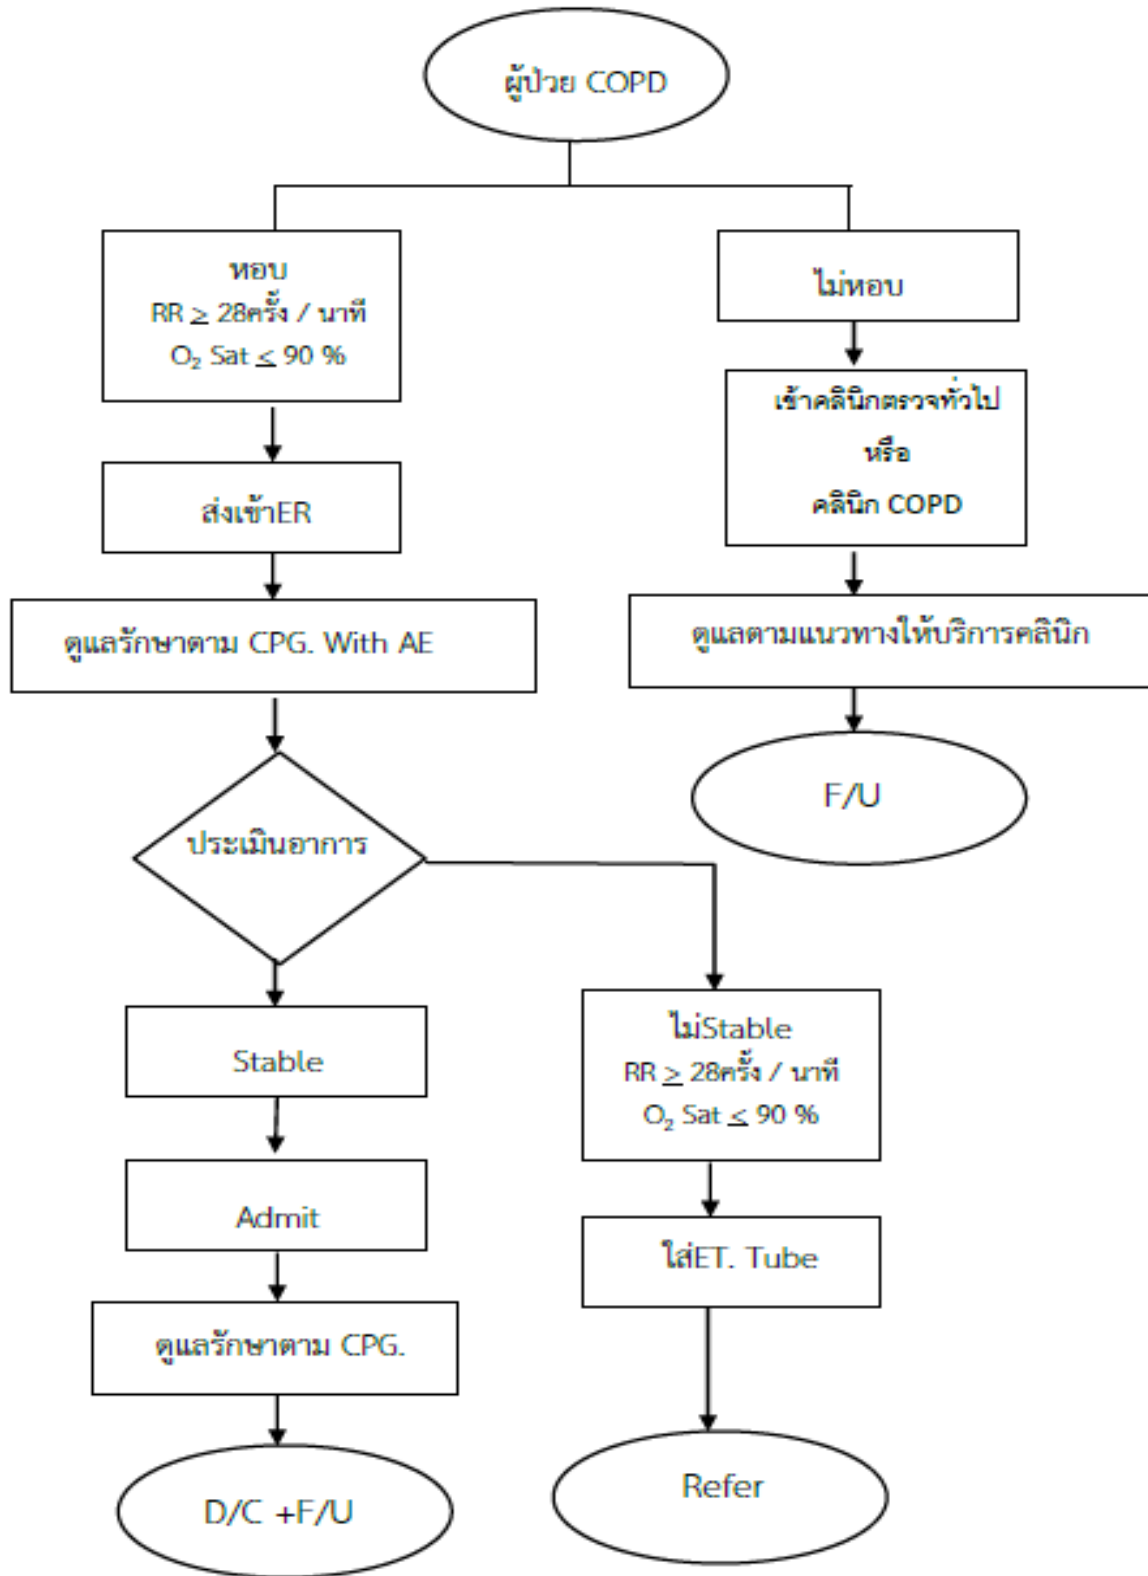 ผู้ป่วย COPD
หอบ
RR ≥ 28ครั้ง / นาที
O₂ Sat ≤ 90 %
ไม่หอบ
เข้าคลินิกตรวจทั่วไป
หรือ
คลินิก COPD
ส่งเข้าER
ดูแลรักษาตาม CPG. With AE
ดูแลตามแนวทางให้บริการคลินิก
F/U
ประเมินอาการ
Stable
ไม่Stable
RR ≥ 28ครั้ง / นาที
O₂ Sat ≤ 90 %
Admit
ใส่ET. Tube
ดูแลรักษาตาม CPG.
D/C +F/U
Refer